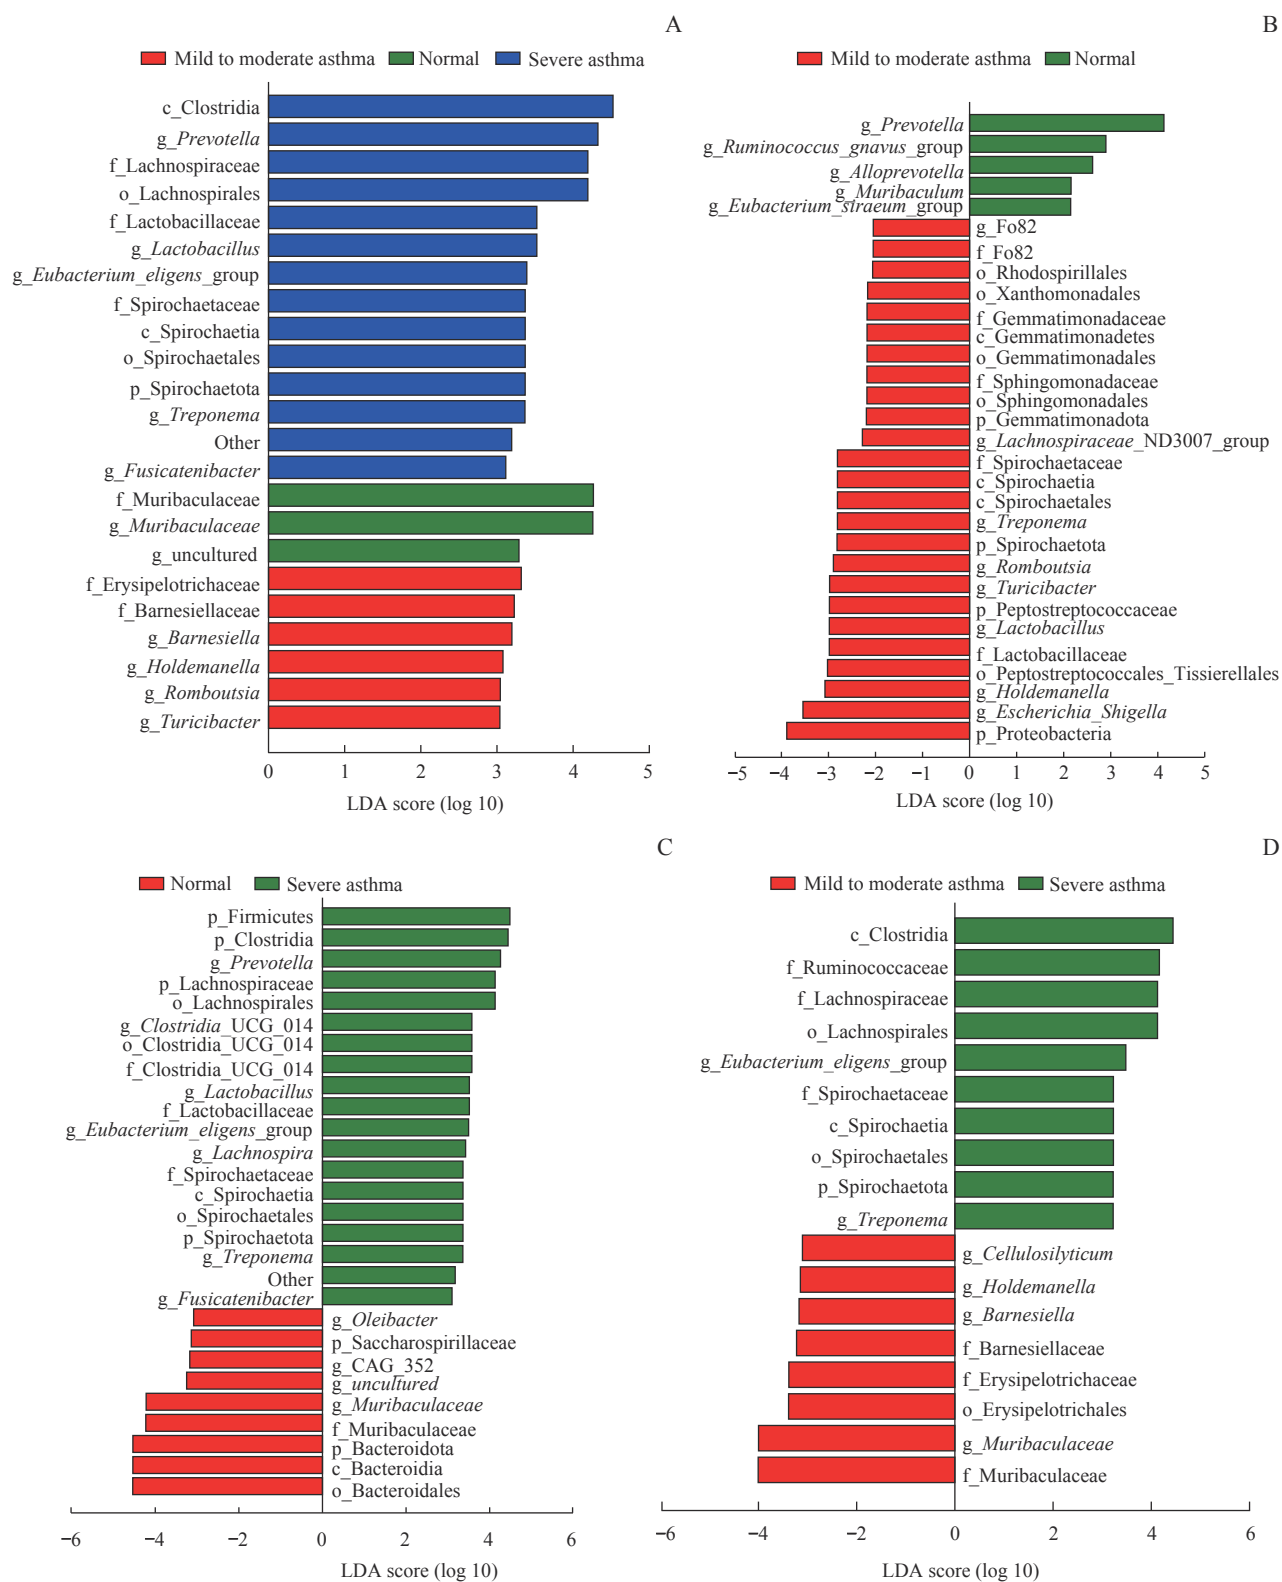 A
Mild to moderate asthma Normal Severe asthma
c_Clostridia
g_Prevotella
f_Lachnospiraceae
o_Lachnospirales
f_Lactobacillaceae
g_Lactobacillus
g_Eubacterium_eligens_group
f_Spirochaetaceae
c_Spirochaetia
o_Spirochaetales
p_Spirochaetota
g_Treponema
Other
g_Fusicatenibacter
f_Muribaculaceae
g_Muribaculaceae
g_uncultured
f_Erysipelotrichaceae
f_Barnesiellaceae
g_Barnesiella
g_Holdemanella
g_Romboutsia
g_Turicibacter
0 1 2 3 4 5
LDA score (log 10)
B
Mild to moderate asthma Normal
g_Prevotella
g_Ruminococcus_gnavus_group
g_Alloprevotella
g_Muribaculum
g_Eubacterium_siraeum_group
g_Fo82
f_Fo82
o_Rhodospirillales
o_Xanthomonadales
f_Gemmatimonadaceae
c_Gemmatimonadetes
o_Gemmatimonadales
f_Sphingomonadaceae
o_Sphingomonadales
p_Gemmatimonadota
g_Lachnospiraceae_ND3007_group
f_Spirochaetaceae
c_Spirochaetia
c_Spirochaetales
g_Treponema
p_Spirochaetota
g_Romboutsia
g_Turicibacter
p_Peptostreptococcaceae
g_Lactobacillus
f_Lactobacillaceae
o_Peptostreptococcales_Tissierellales
g_Holdemanella
g_Escherichia_Shigella
p_Proteobacteria
−5 −4 −3 −2 −1 0 1 2 3 4 5
LDA score (log 10)
C
Normal Severe asthma
p_Firmicutes
p_Clostridia
g_Prevotella
p_Lachnospiraceae
o_Lachnospirales
g_Clostridia_UCG_014
o_Clostridia_UCG_014
f_Clostridia_UCG_014
g_Lactobacillus
f_Lactobacillaceae
g_Eubacterium_eligens_group
g_Lachnospira
f_Spirochaetaceae
c_Spirochaetia
o_Spirochaetales
p_Spirochaetota
g_Treponema
Other
g_Fusicatenibacter
g_Oleibacter
p_Saccharospirillaceae
g_CAG_352
g_uncultured
g_Muribaculaceae
f_Muribaculaceae
p_Bacteroidota
c_Bacteroidia
o_Bacteroidales
−6 −4 −2 0 2 4 6
LDA score (log 10)
D
Mild to moderate asthma Severe asthma
c_Clostridia
f_Ruminococcaceae
f_Lachnospiraceae
o_Lachnospirales
g_Eubacterium_eligens_group
f_Spirochaetaceae
c_Spirochaetia
o_Spirochaetales
p_Spirochaetota
g_Treponema
g_Cellulosilyticum
g_Holdemanella
g_Barnesiella
f_Barnesiellaceae
f_Erysipelotrichaceae
o_Erysipelotrichales
g_Muribaculaceae
f_Muribaculaceae
−6 −4 −2 0 2 4 6
LDA score (log 10)